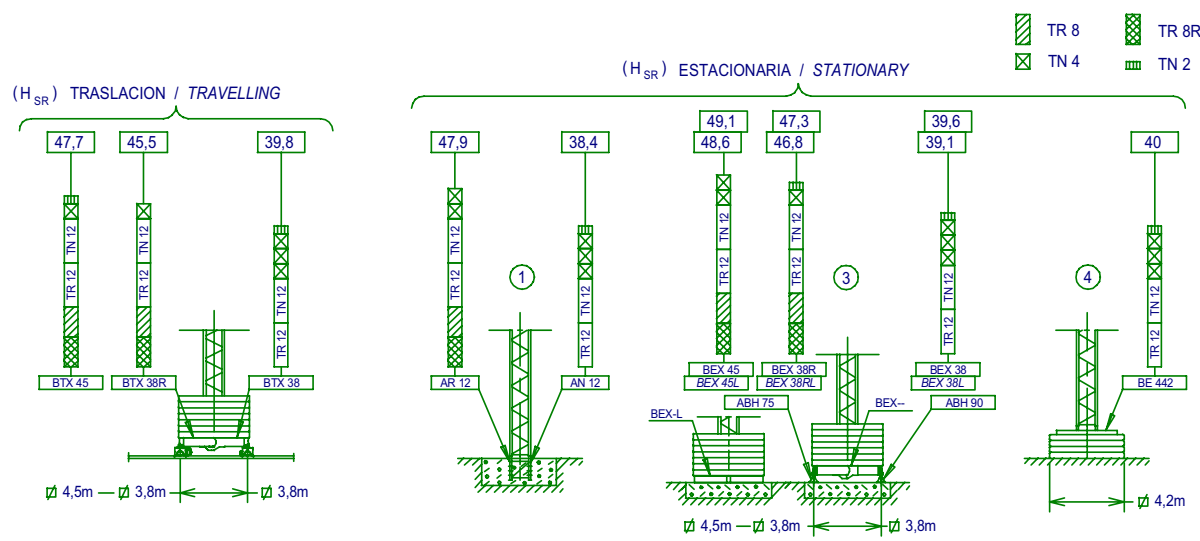 TR 8
TR 8R
TN 4
TN 2
(HSR) TRASLACION / TRAVELLING
(HSR) ESTACIONARIA / STATIONARY
47,7
45,5
39,8
47,9
38,4
49,1
48,6
47,3
46,8
39,6
39,1
40
TN 12
TR 12
TN 12
TR 12
TN 12
TR 12
TN 12
TR 12
TN 12
TR 12
TN 12
TR 12
TN 12
TR 12
TN 12
TR 12
TN 12
TR 12
1
3
4
BTX 45
BTX 38R
BTX 38
AR 12
AN 12
BEX 45
BEX 45L
BEX 38R
BEX 38RL
BEX 38
BEX 38L
BE 442
ABH 75
BEX--
ABH 90
BEX-L
4,5m — 3,8m
3,8m
4,5m — 3,8m
3,8m
4,2m